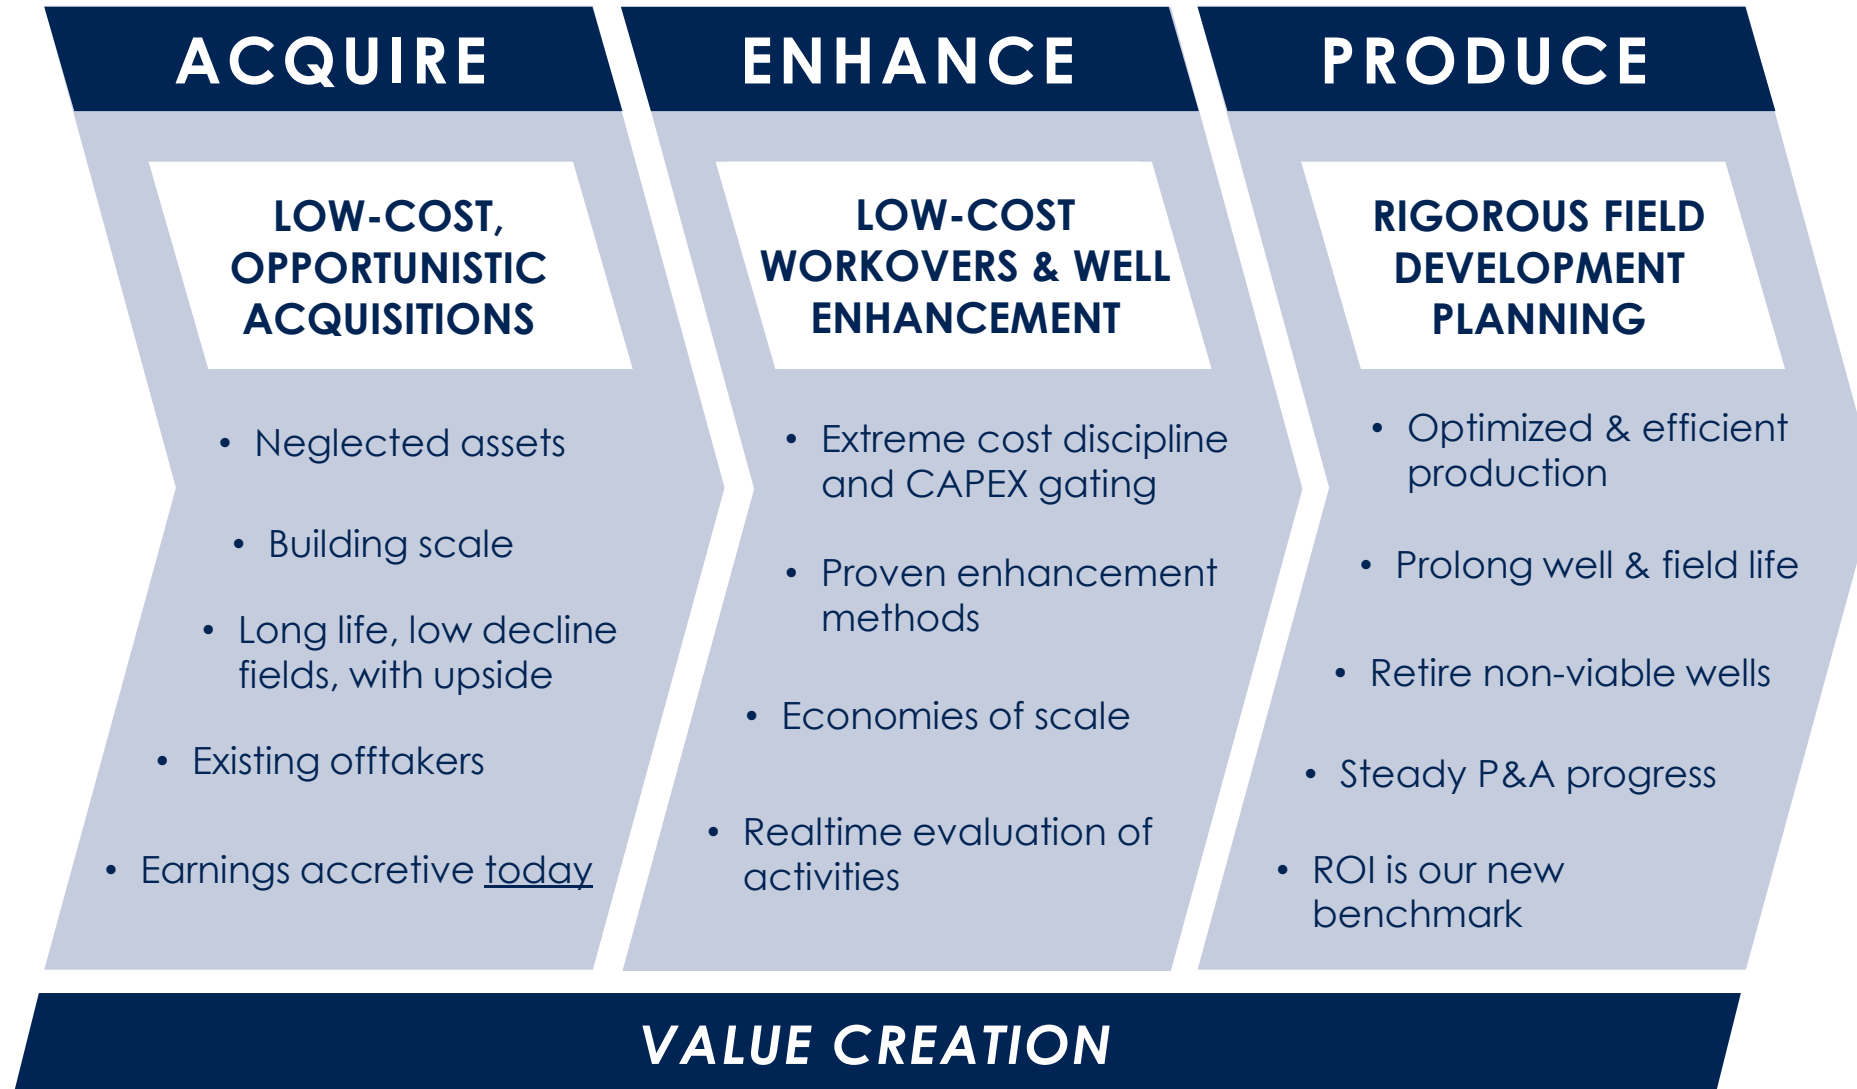 ACQUIRE
LOW-COST,
OPPORTUNISTIC
ACQUISITIONS
• Neglected assets
• Building scale
• Long life, low decline
fields, with upside
• Existing offtakers
• Earnings accretive today
ENHANCE
LOW-COST
WORKOVERS & WELL
ENHANCEMENT
• Extreme cost discipline
and CAPEX gating
• Proven enhancement
methods
• Economies of scale
• Realtime evaluation of
activities
PRODUCE
RIGOROUS FIELD
DEVELOPMENT
PLANNING
• Optimized & efficient
production
• Prolong well & field life
• Retire non-viable wells
• Steady P&A progress
• ROI is our new
benchmark
VALUE CREATION